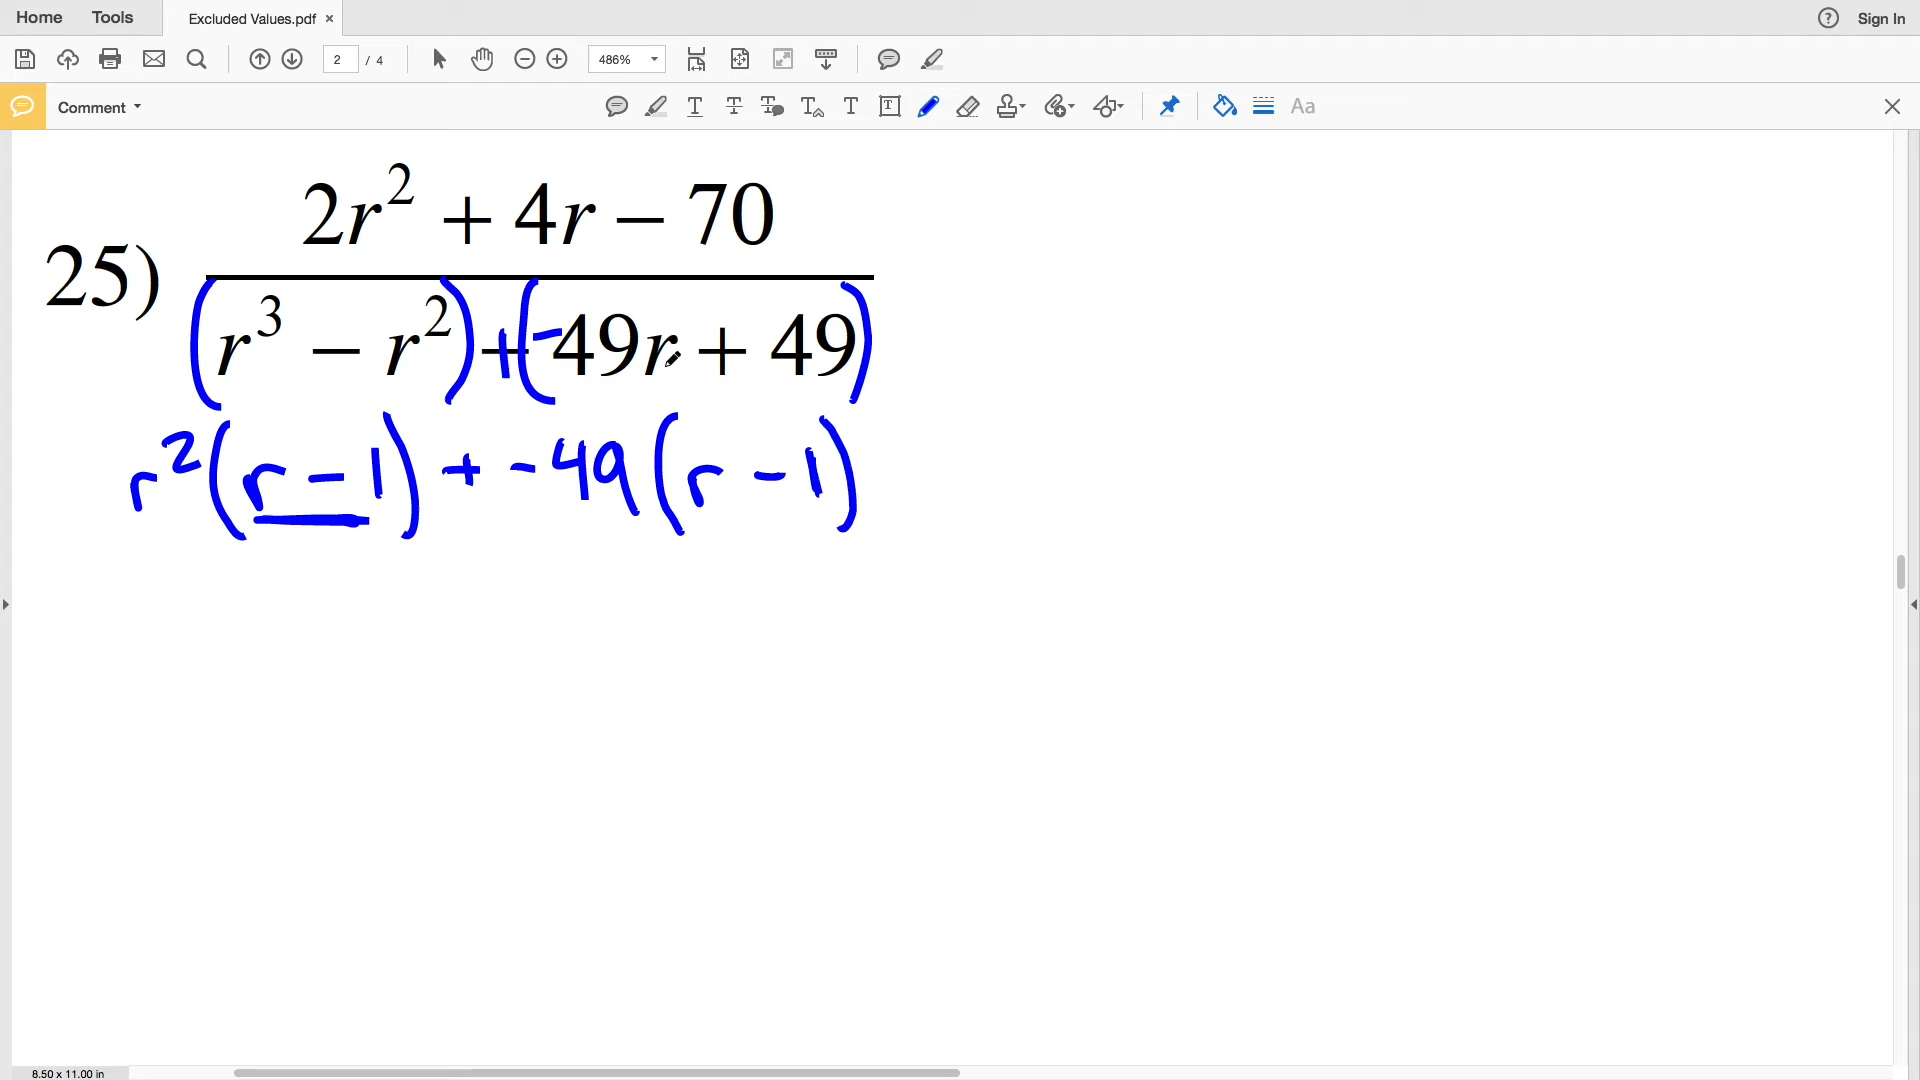 Home Tools Excluded Values.pdf × ? Sign In
2 / 4 486%
Comment T T T T T T Aa
25) 2r² + 4r − 70
(r³ − r²) + (−49r + 49)
r²(r − 1) + -49(r − 1)
8.50 x 11.00 in